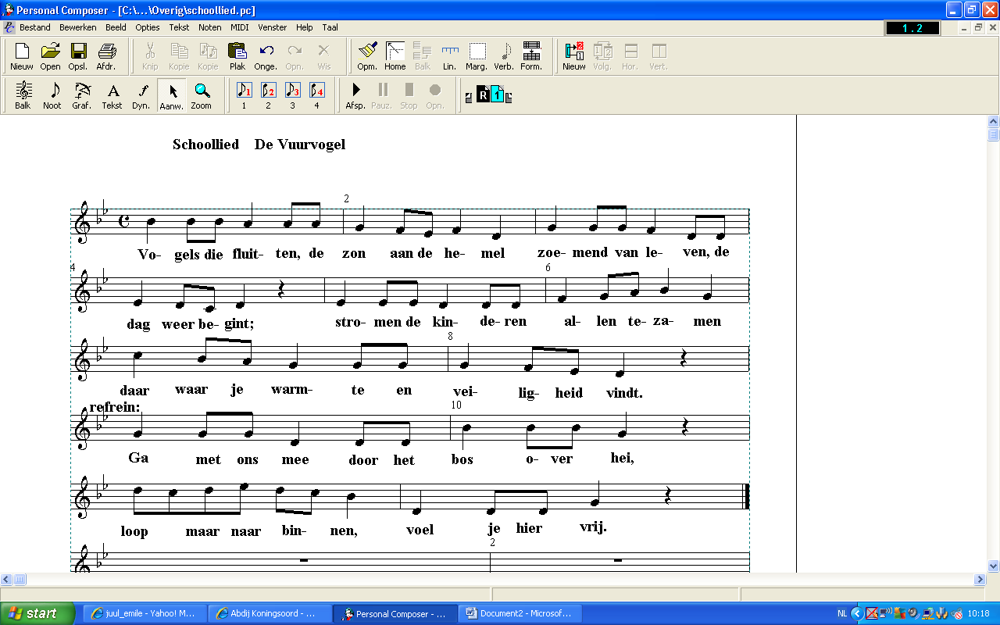 Personal Composer - [C:\...\Overig\schoollied.pc]
Bestand Bewerken Beeld Opties Tekst Noten MIDI Venster Help Taal 1.2
Nieuw Open Opsl. Afdr. Knip Kopie Kopie Plak Onge. Opn. Wis Opm. Home Balk Lin. Marg. Verb. Form. Nieuw Volg. Hor. Vert.
Balk Noot Graf. Tekst Dyn. Aanw. Zoom 1 2 3 4 Afsp. Pauz. Stop Opn. R 1
Schoollied De Vuurvogel
2
Vo- gels die fluit- ten, de zon aan de he- mel zoe- mend van le- ven, de
4 6
dag weer be- gint; stro- men de kin- de- ren al- len te- za- men
8
daar waar je warm- te en vei- lig- heid vindt.
refrein: 10
Ga met ons mee door het bos o- ver hei,
loop maar naar bin- nen, voel je hier vrij.
2
start juul_emile - Yahoo! M... Abdij Koningsoord - ... Personal Composer - ... Document2 - Microsof... NL 10:18